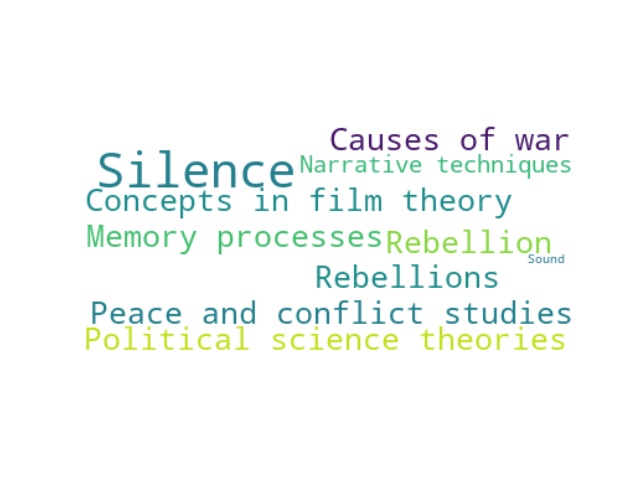 Causes of war
Silence
Narrative techniques
Concepts in film theory
Memory processes
Rebellion
Sound
Rebellions
Peace and conflict studies
Political science theories